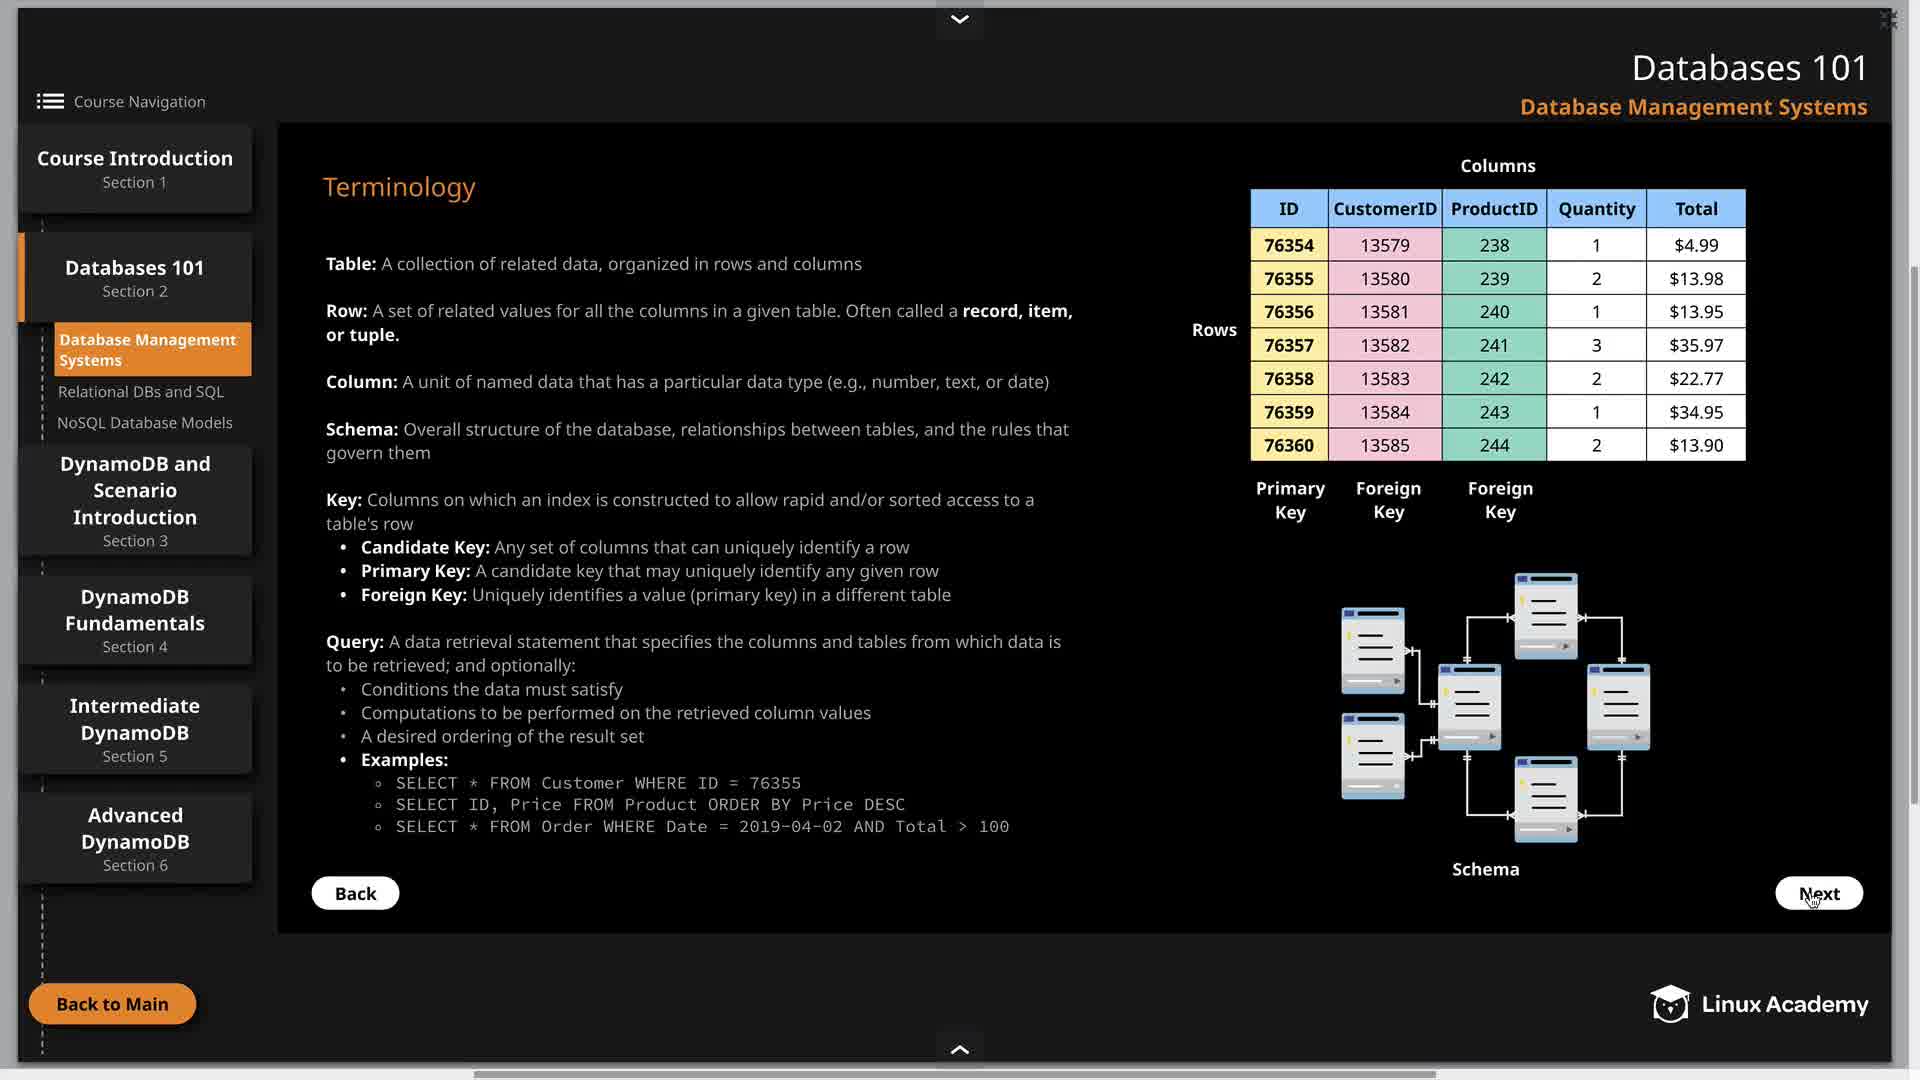 Databases 101
Database Management Systems
Course Navigation
Course Introduction
Section 1
Databases 101
Section 2
Database Management
Systems
Relational DBs and SQL
NoSQL Database Models
DynamoDB and
Scenario
Introduction
Section 3
DynamoDB
Fundamentals
Section 4
Intermediate
DynamoDB
Section 5
Advanced
DynamoDB
Section 6
Back to Main
Terminology
Table: A collection of related data, organized in rows and columns
Row: A set of related values for all the columns in a given table. Often called a record, item,
or tuple.
Column: A unit of named data that has a particular data type (e.g., number, text, or date)
Schema: Overall structure of the database, relationships between tables, and the rules that
govern them
Key: Columns on which an index is constructed to allow rapid and/or sorted access to a
table's row
• Candidate Key: Any set of columns that can uniquely identify a row
• Primary Key: A candidate key that may uniquely identify any given row
• Foreign Key: Uniquely identifies a value (primary key) in a different table
Query: A data retrieval statement that specifies the columns and tables from which data is
to be retrieved; and optionally:
• Conditions the data must satisfy
• Computations to be performed on the retrieved column values
• A desired ordering of the result set
• Examples:
◦ SELECT * FROM Customer WHERE ID = 76355
◦ SELECT ID, Price FROM Product ORDER BY Price DESC
◦ SELECT * FROM Order WHERE Date = 2019-04-02 AND Total > 100
Back
Columns
ID CustomerID ProductID Quantity Total
76354 13579 238 1 $4.99
76355 13580 239 2 $13.98
76356 13581 240 1 $13.95
Rows
76357 13582 241 3 $35.97
76358 13583 242 2 $22.77
76359 13584 243 1 $34.95
76360 13585 244 2 $13.90
Primary Foreign Foreign
Key Key Key
Schema
Next
Linux Academy